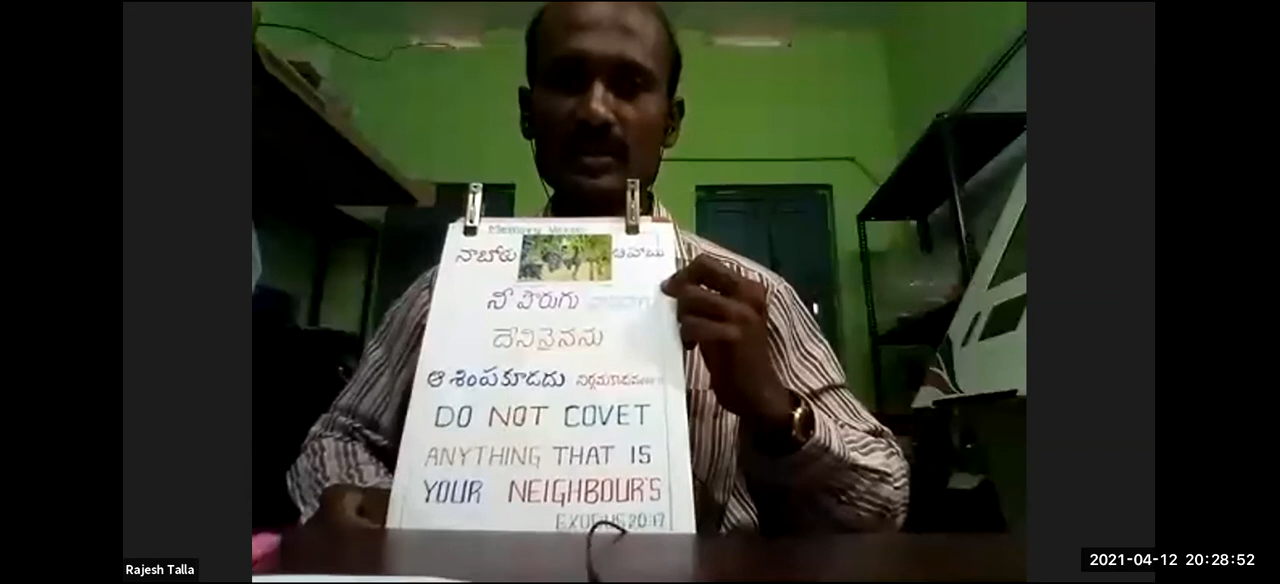 Memory Verse
నాబోతు ఆహాబు
నీ పొరుగు
దేనినైనను
ఆశింపకూడదు
DO NOT COVET
ANYTHING THAT IS
YOUR NEIGHBOUR'S
EXODUS 20:17
Rajesh Talla
2021-04-12 20:28:52